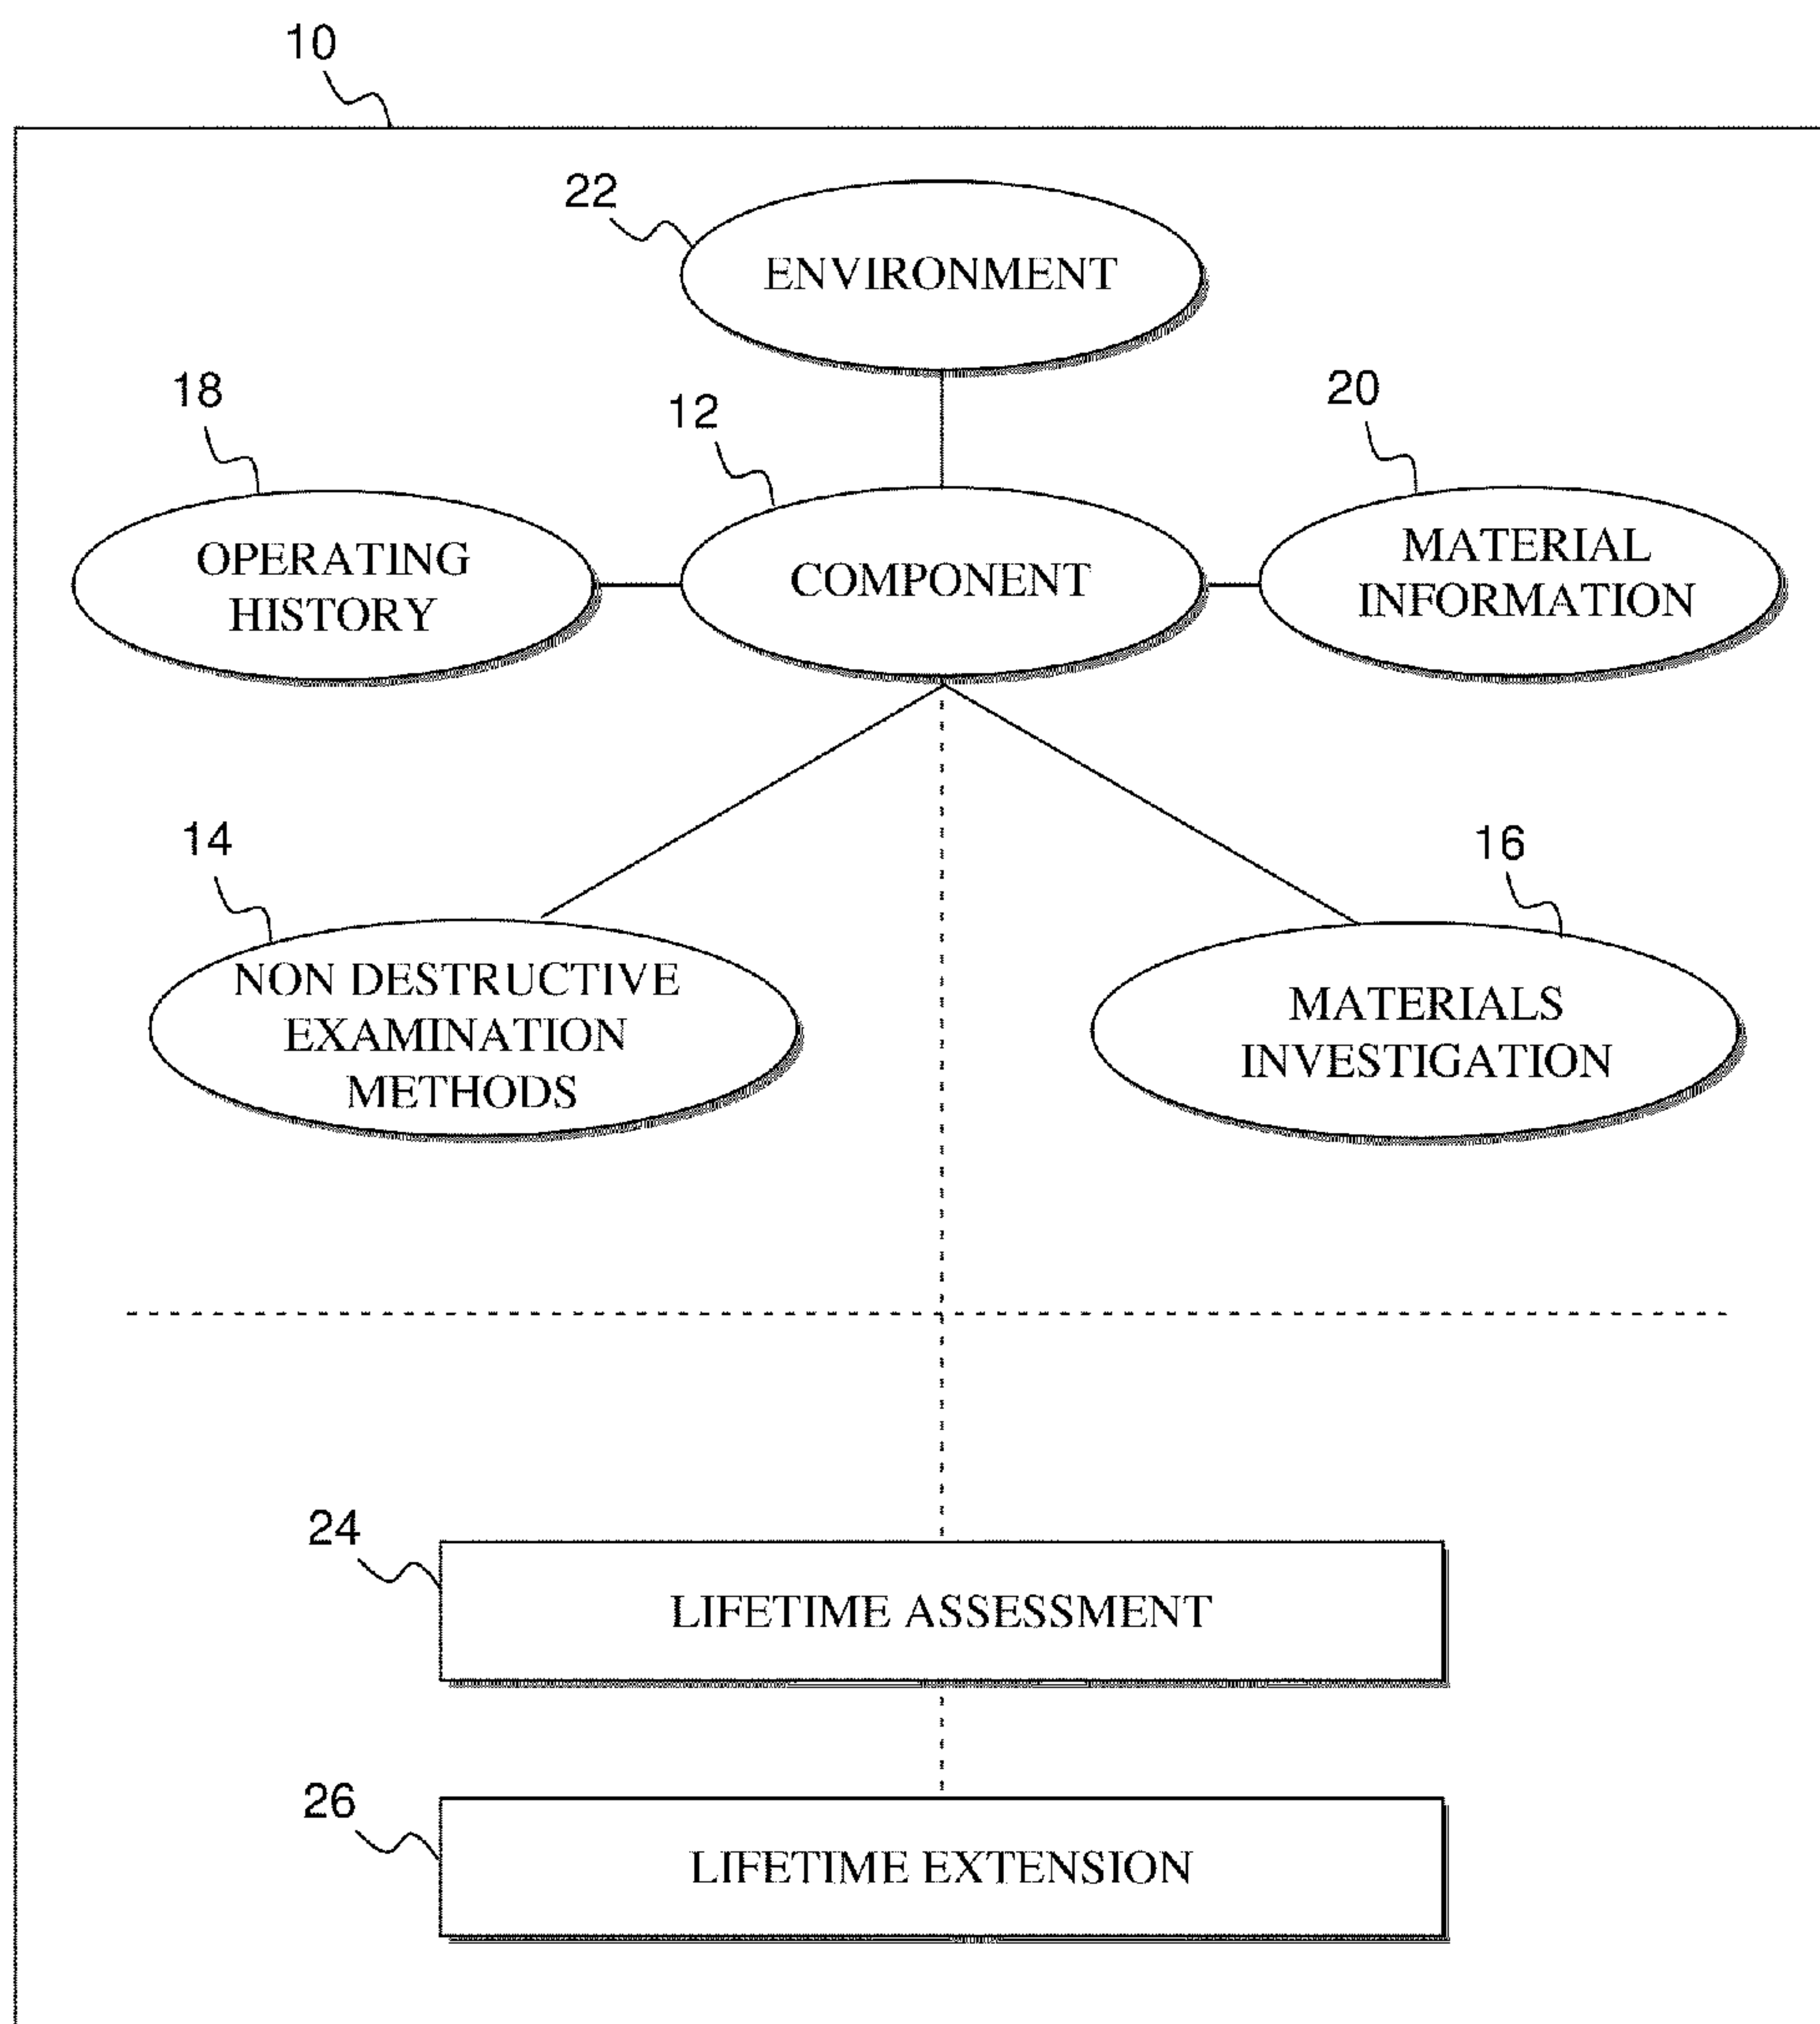 10
22
ENVIRONMENT
18
12
20
OPERATING
HISTORY
COMPONENT
MATERIAL
INFORMATION
14
16
NON DESTRUCTIVE
EXAMINATION
METHODS
MATERIALS
INVESTIGATION
24
LIFETIME ASSESSMENT
26
LIFETIME EXTENSION